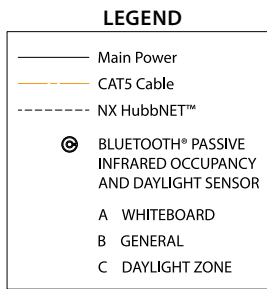 LEGEND
Main Power
CAT5 Cable
NX HubbNET™
BLUETOOTH® PASSIVE
INFRARED OCCUPANCY
AND DAYLIGHT SENSOR
A WHITEBOARD
B GENERAL
C DAYLIGHT ZONE